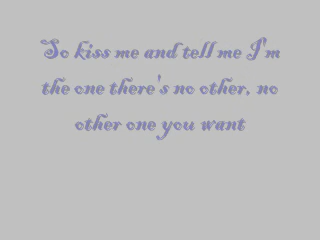 So kiss me and tell me I'm
the one there's no other, no
other one you want